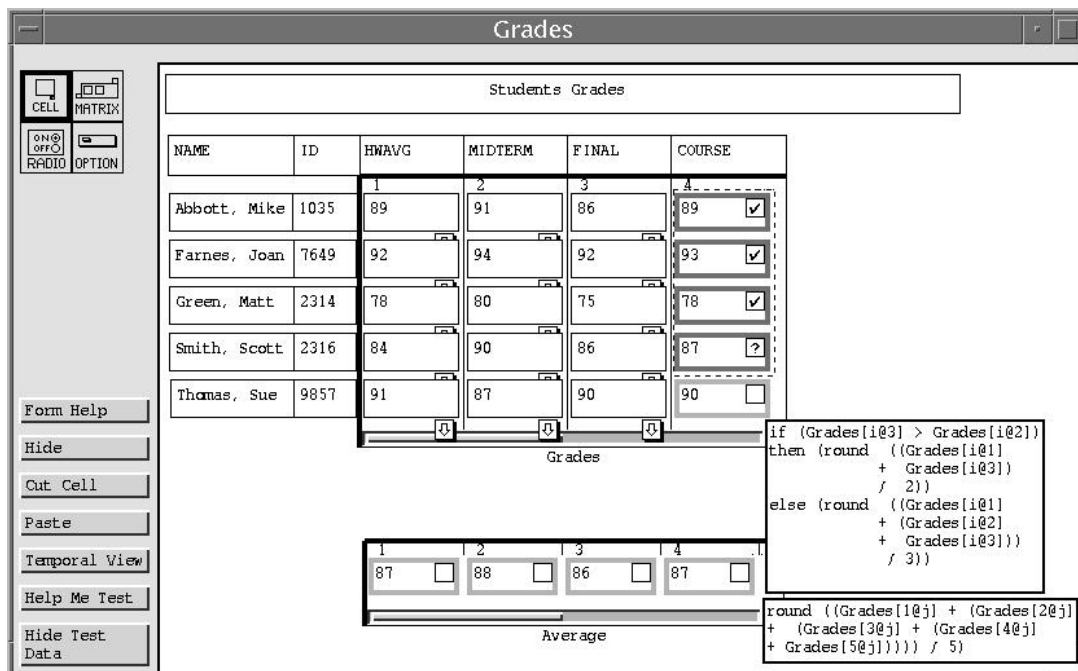 Grades
Students Grades
CELL MATRIX
ON
OFF
RADIO OPTION
NAME ID HWAVG MIDTERM FINAL COURSE
1 2 3 4
Abbott, Mike 1035 89 91 86 89
Farnes, Joan 7649 92 94 92 93
Green, Matt 2314 78 80 75 78
Smith, Scott 2316 84 90 86 87 ?
Thomas, Sue 9857 91 87 90 90
Grades
if (Grades[i@3] > Grades[i@2])
then (round ((Grades[i@1]
+ Grades[i@3])
/ 2))
else (round ((Grades[i@1]
+ (Grades[i@2]
+ Grades[i@3]))
/ 3))
1 2 3 4
87 88 86 87
Average
round ((Grades[1@j] + (Grades[2@j]
+ (Grades[3@j] + (Grades[4@j]
+ Grades[5@j])))) / 5)
Form Help
Hide
Cut Cell
Paste
Temporal View
Help Me Test
Hide Test
Data